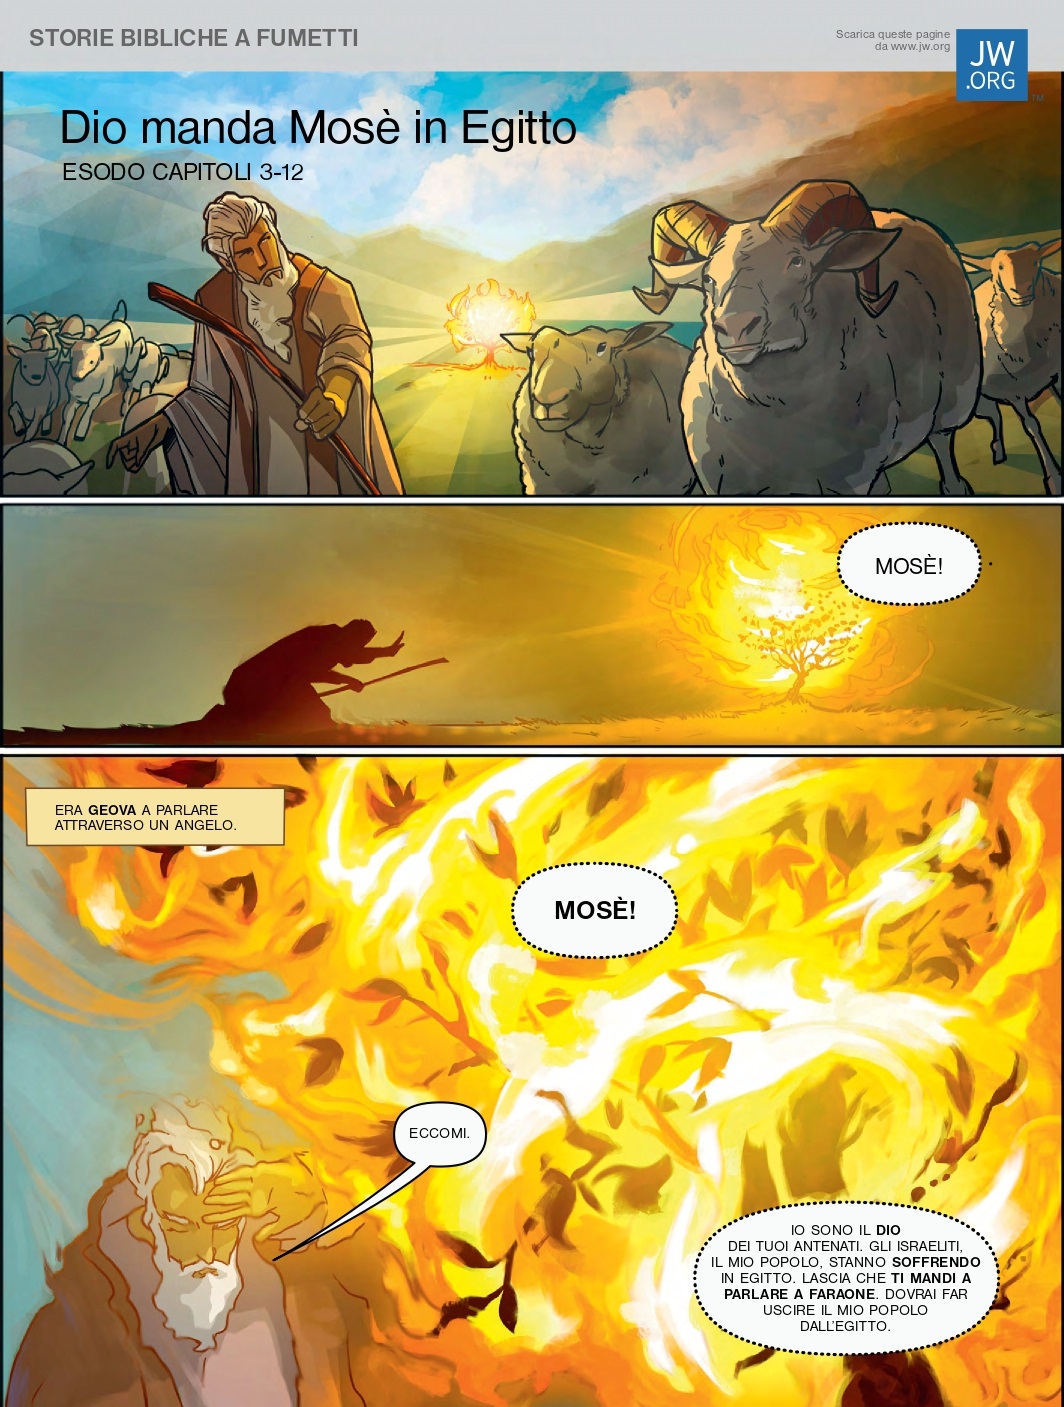 STORIE BIBLICHE A FUMETTI
Scarica queste pagine
da www.jw.org
JW
.ORG
TM
Dio manda Mosè in Egitto
ESODO CAPITOLI 3-12
MOSÈ!
ERA GEOVA A PARLARE
ATTRAVERSO UN ANGELO.
MOSÈ!
ECCOMI.
IO SONO IL DIO
DEI TUOI ANTENATI. GLI ISRAELITI,
IL MIO POPOLO, STANNO SOFFRENDO
IN EGITTO. LASCIA CHE TI MANDI A
PARLARE A FARAONE. DOVRAI FAR
USCIRE IL MIO POPOLO
DALL'EGITTO.